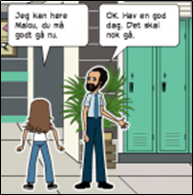 Jeg kan høre
Malou, du må
godt gå nu.
OK. Hav en god
dag. Det skal
nok gå.